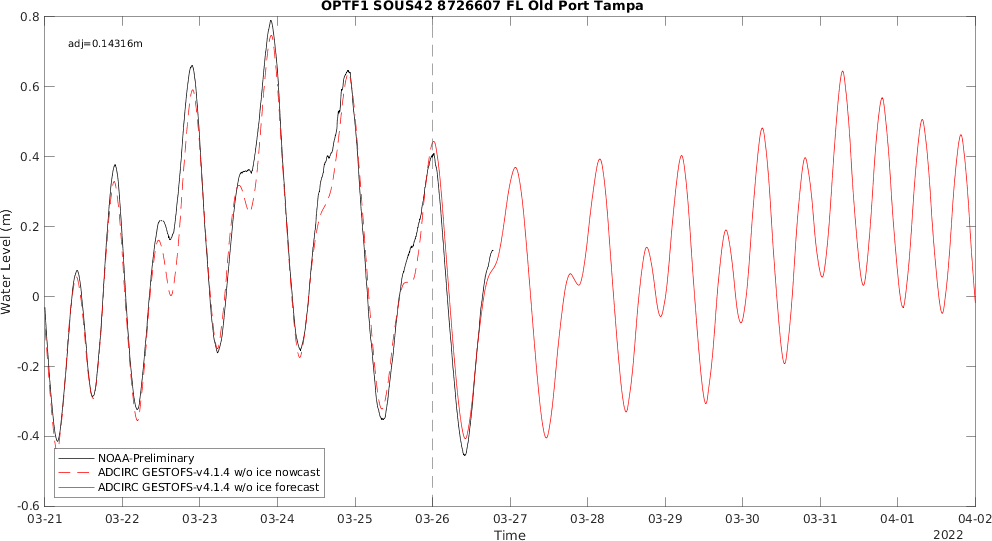 OPTF1 SOUS42 8726607 FL Old Port Tampa
adj=0.14316m
0.8
0.6
0.4
0.2
0
-0.2
-0.4
-0.6
Water Level (m)
NOAA-Preliminary
ADCIRC GESTOFS-v4.1.4 w/o ice nowcast
ADCIRC GESTOFS-v4.1.4 w/o ice forecast
03-21 03-22 03-23 03-24 03-25 03-26 03-27 03-28 03-29 03-30 03-31 04-01 04-02
Time
2022